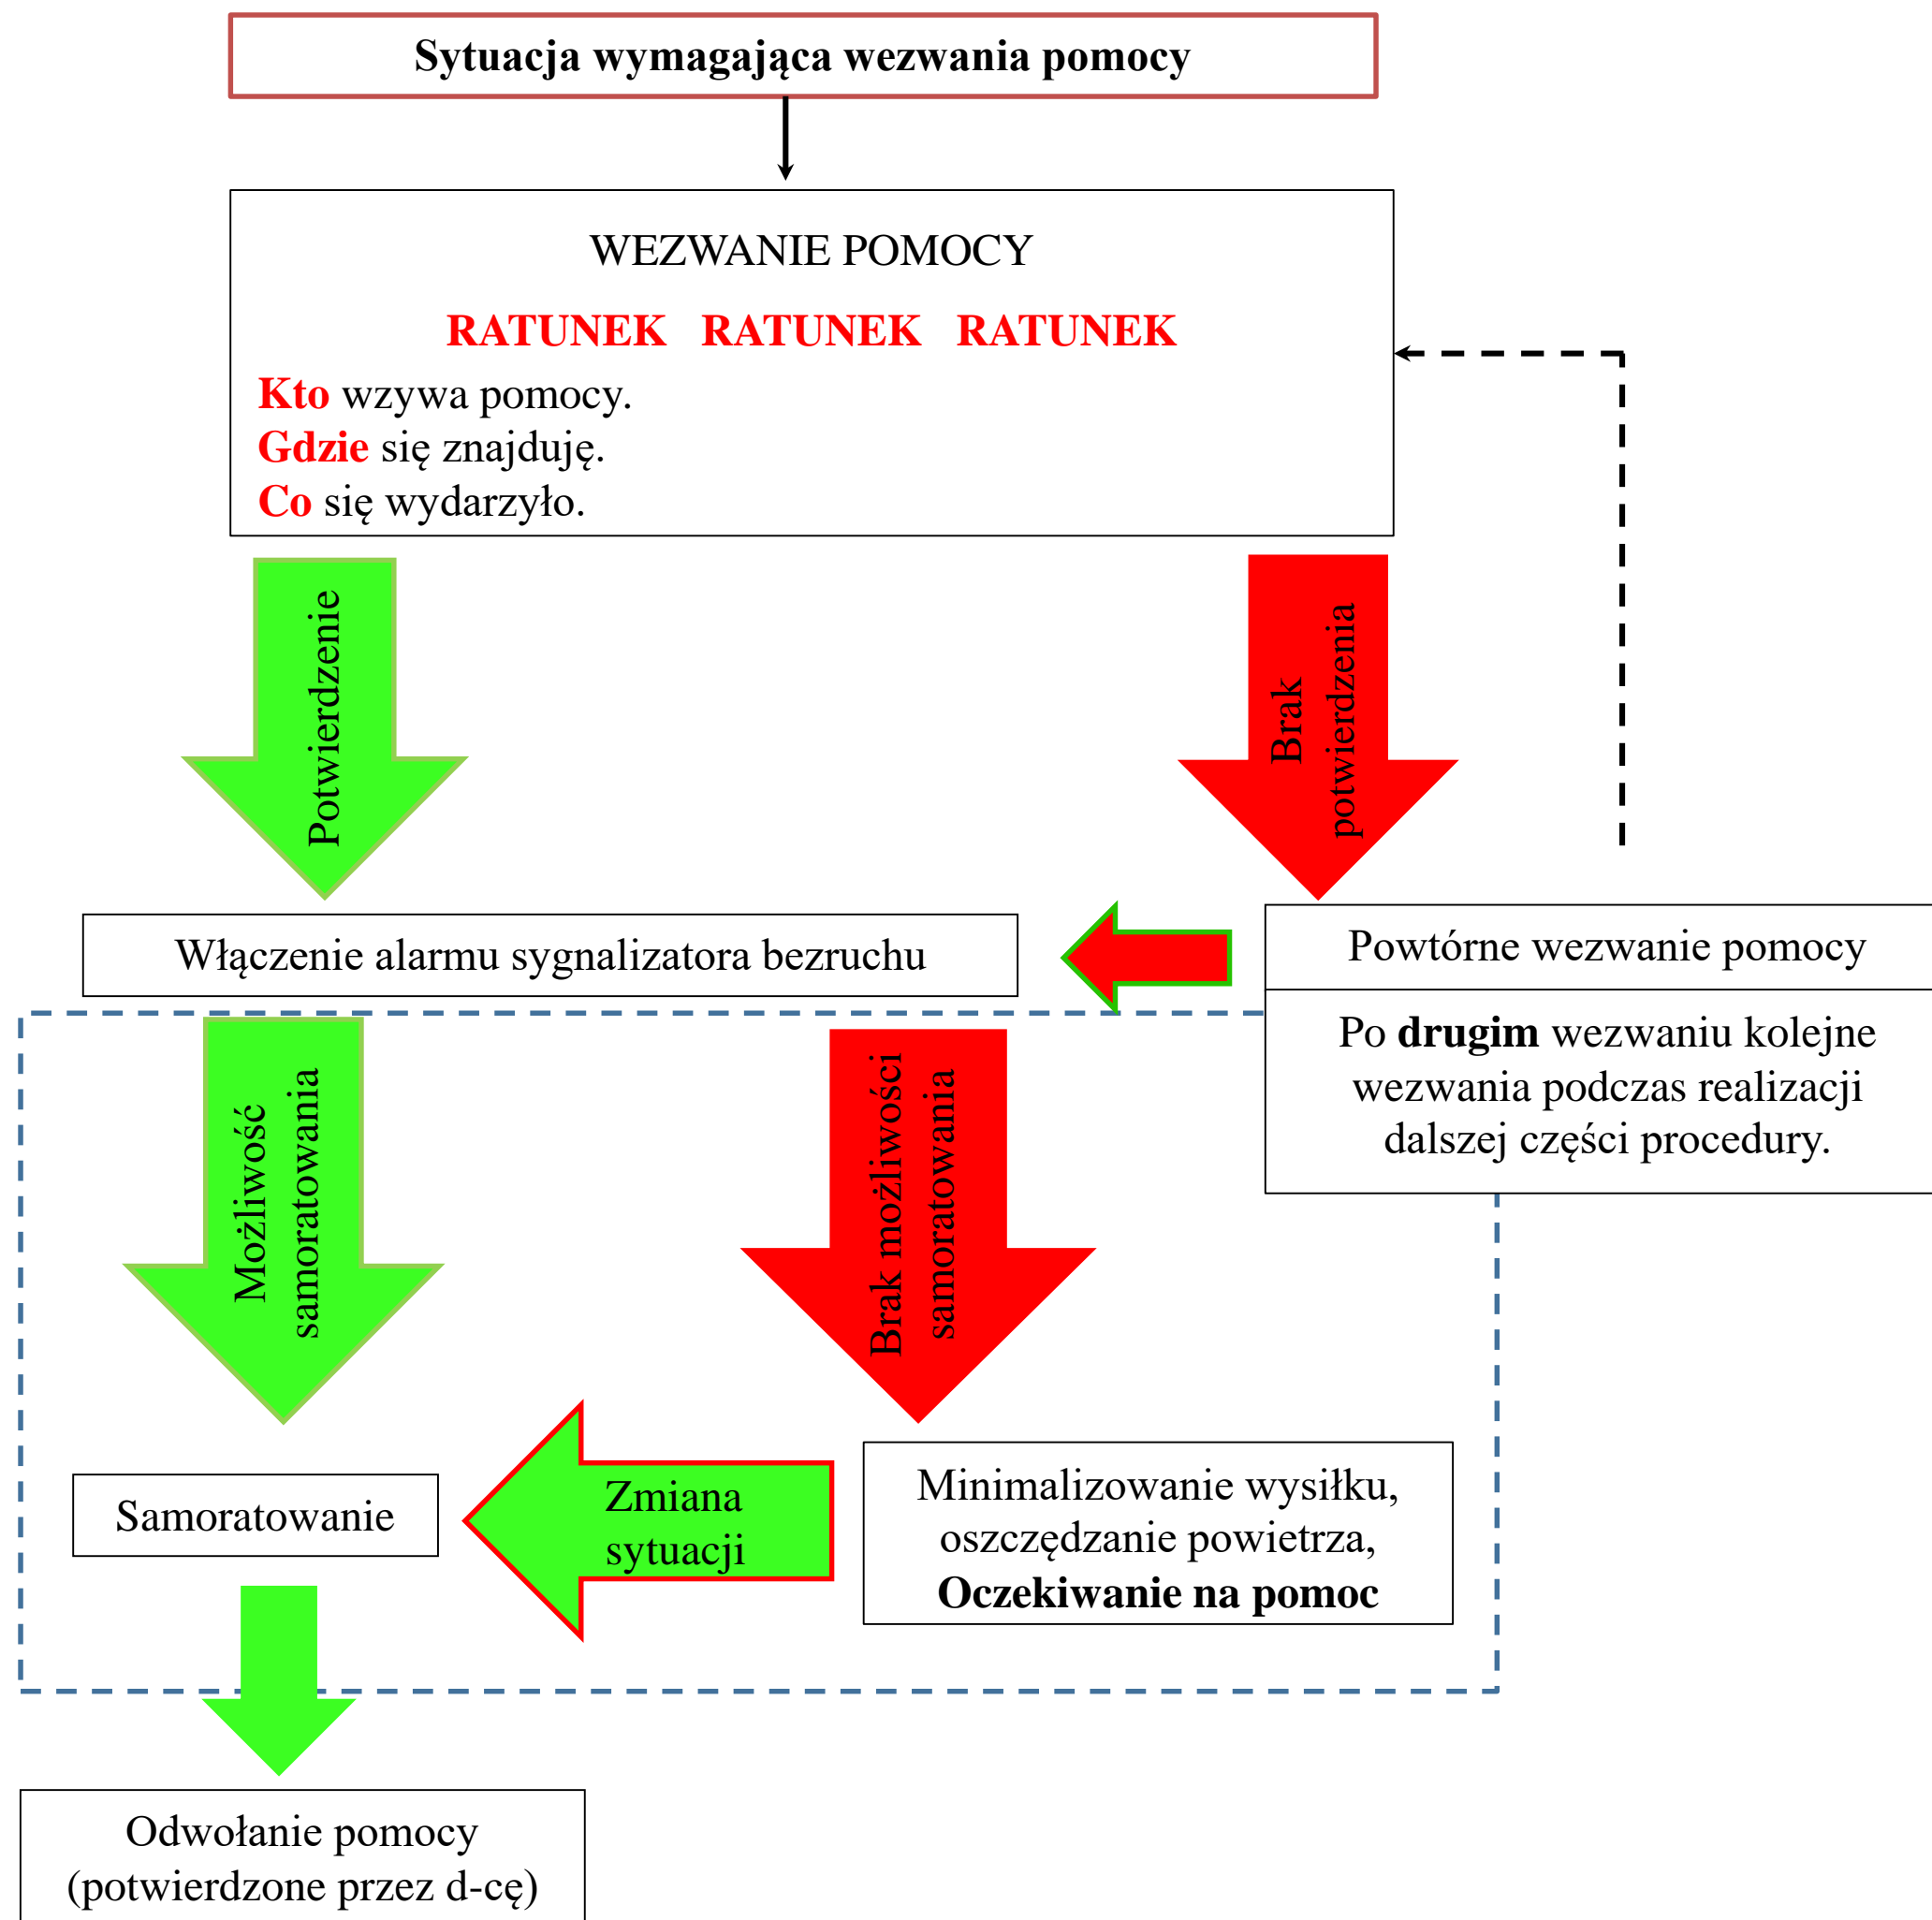 Sytuacja wymagająca wezwania pomocy
WEZWANIE POMOCY
RATUNEK RATUNEK RATUNEK
Kto wzywa pomocy.
Gdzie się znajduję.
Co się wydarzyło.
Potwierdzenie
Brak
potwierdzenia
Włączenie alarmu sygnalizatora bezruchu
Powtórne wezwanie pomocy
Po drugim wezwaniu kolejne
wezwania podczas realizacji
dalszej części procedury.
Możliwość
samoratowania
Brak możliwości
samoratowania
Samoratowanie
Zmiana
sytuacji
Minimalizowanie wysiłku,
oszczędzanie powietrza,
Oczekiwanie na pomoc
Odwołanie pomocy
(potwierdzone przez d-cę)